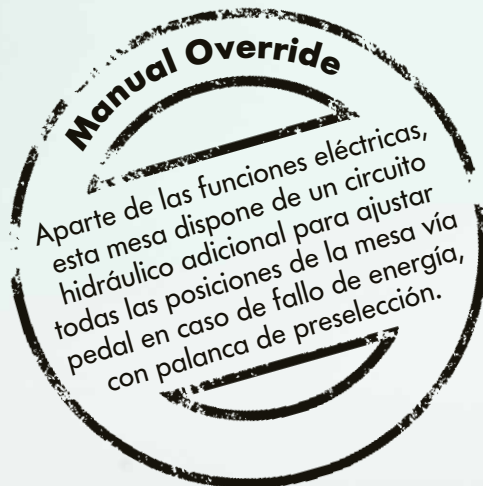 Manual Override
Aparte de las funciones eléctricas,
esta mesa dispone de un circuito
hidráulico adicional para ajustar
todas las posiciones de la mesa vía
pedal en caso de fallo de energía,
con palanca de preselección.